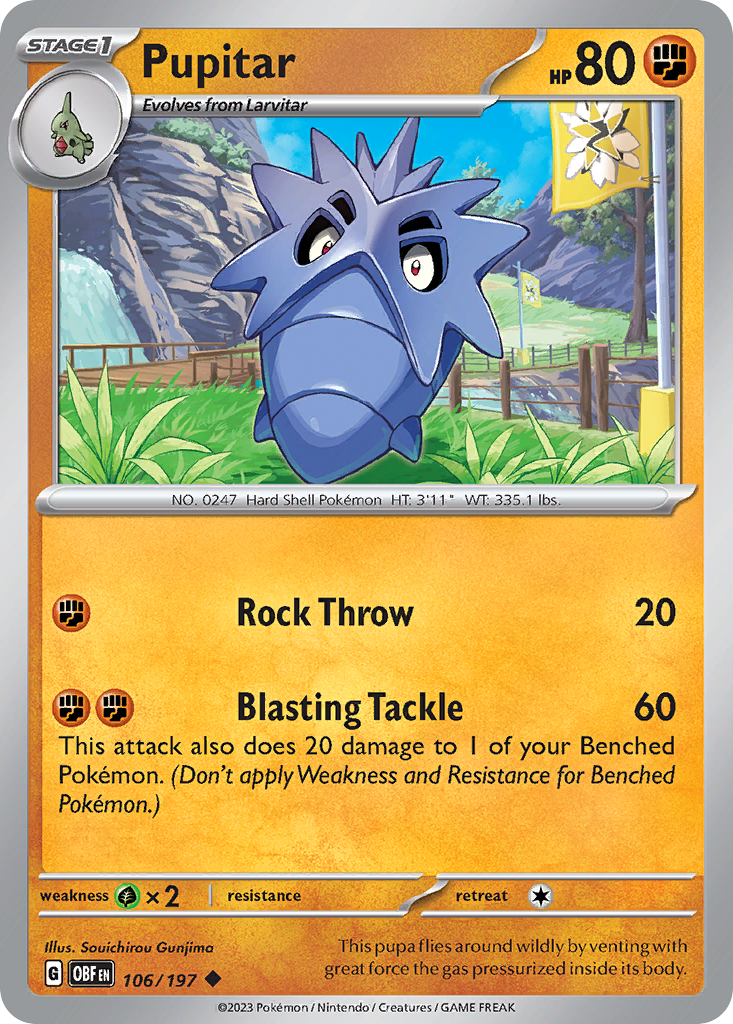 STAGE1
Pupitar
HP 80
Evolves from Larvitar
NO. 0247 Hard Shell Pokémon HT: 3'11" WT: 335.1 lbs.
Rock Throw 20
Blasting Tackle 60
This attack also does 20 damage to 1 of your Benched
Pokémon. (Don't apply Weakness and Resistance for Benched
Pokémon.)
weakness ×2 resistance retreat
Illus. Souichirou Gunjima
This pupa flies around wildly by venting with
great force the gas pressurized inside its body.
G OBF EN 106/197
©2023 Pokémon / Nintendo / Creatures / GAME FREAK